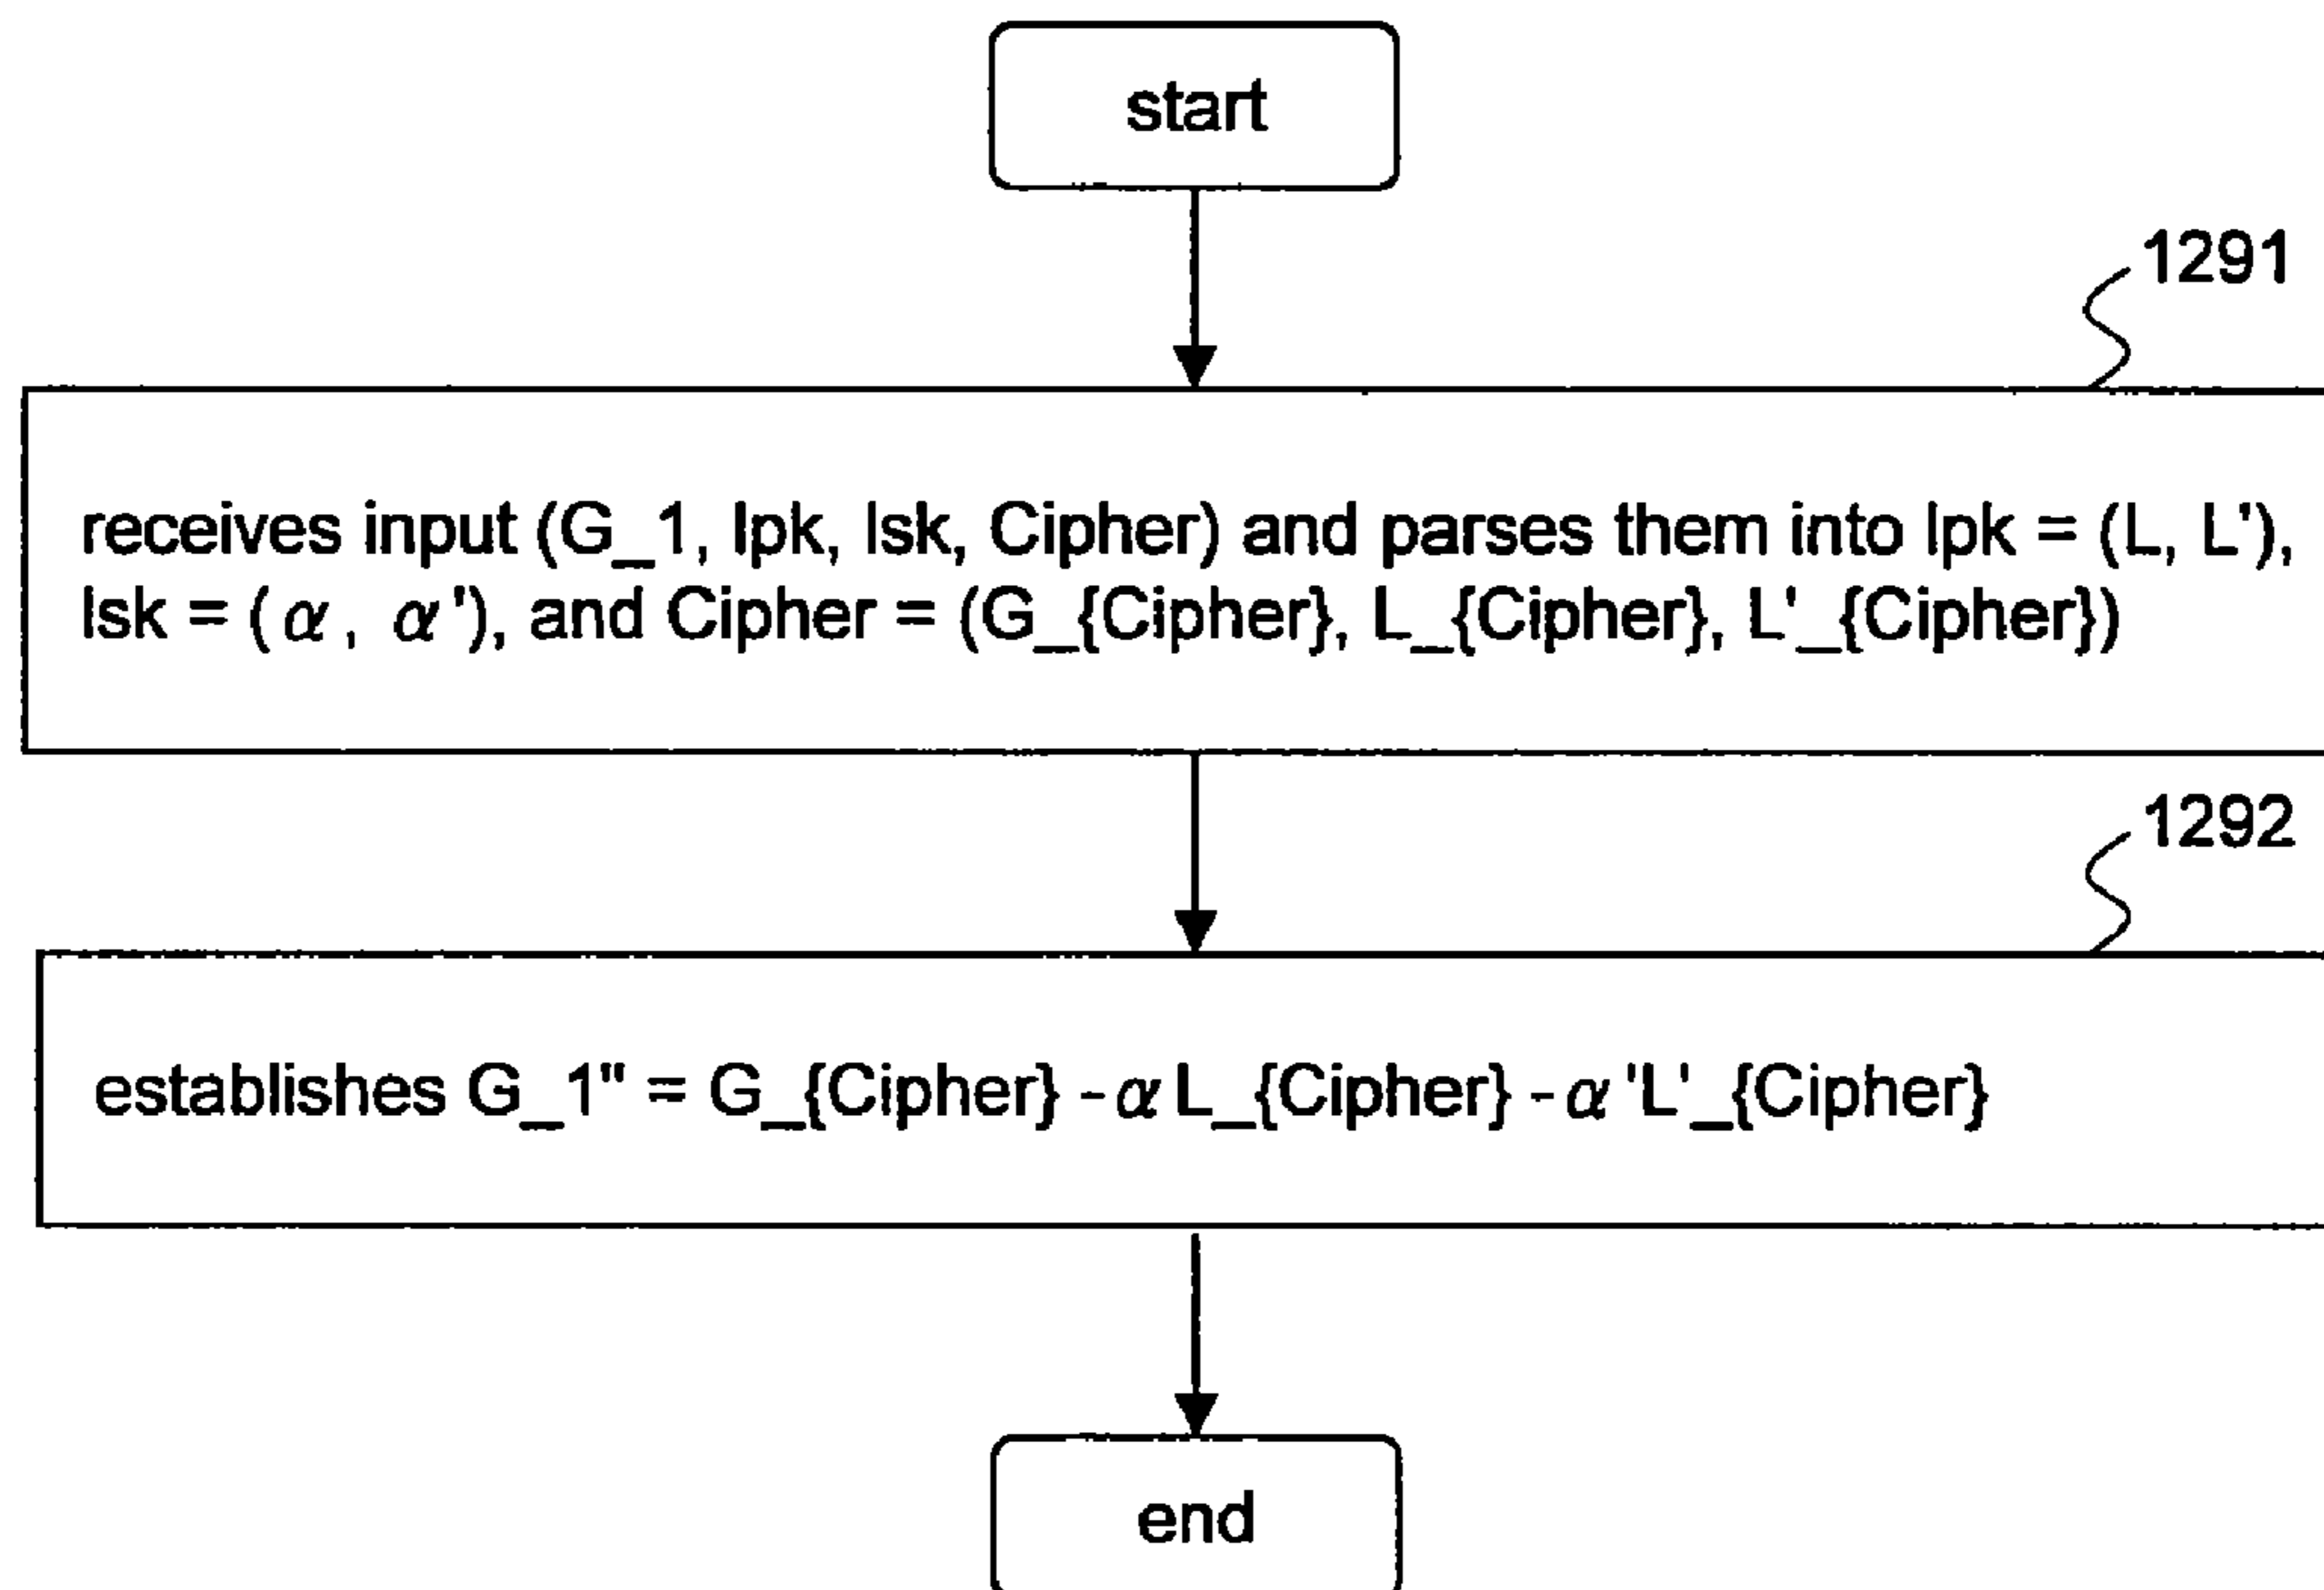 start
1291
receives input (G_1, lpk, lsk, Cipher) and parses them into lpk = (L, L'),
lsk = (α, α'), and Cipher = (G_{Cipher}, L_{Cipher}, L'_{Cipher})
1292
establishes G_1" = G_{Cipher} - α L_{Cipher} - α 'L'_{Cipher}
end